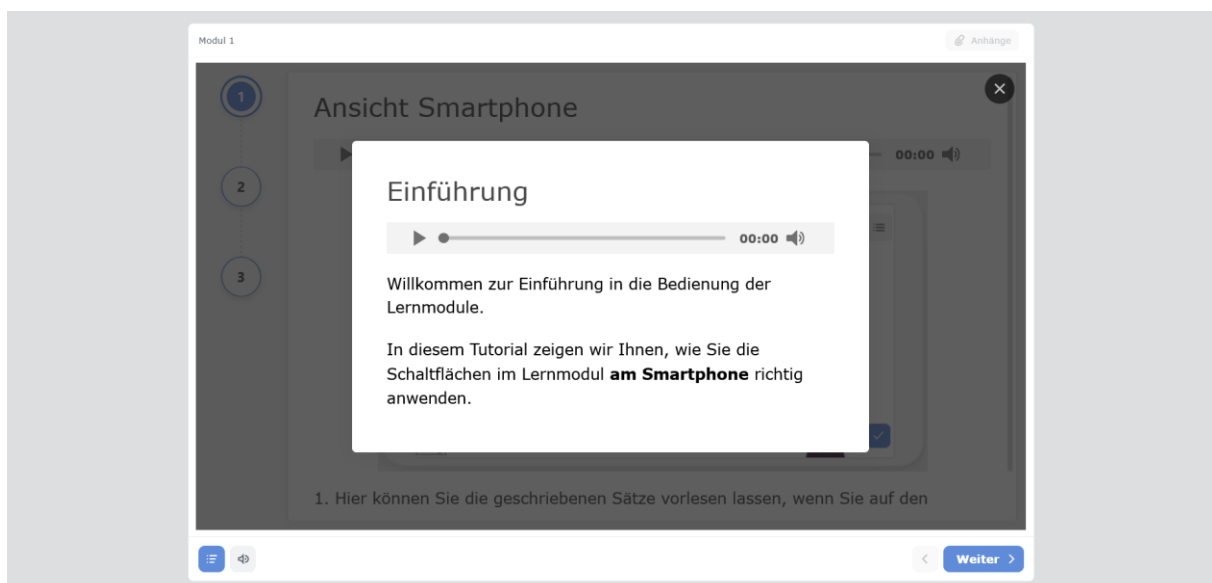 Modul 1
Anhänge
1
Ansicht Smartphone
00:00
2
Einführung
00:00
3
Willkommen zur Einführung in die Bedienung der
Lernmodule.
In diesem Tutorial zeigen wir Ihnen, wie Sie die
Schaltflächen im Lernmodul am Smartphone richtig
anwenden.
1. Hier können Sie die geschriebenen Sätze vorlesen lassen, wenn Sie auf den
Weiter